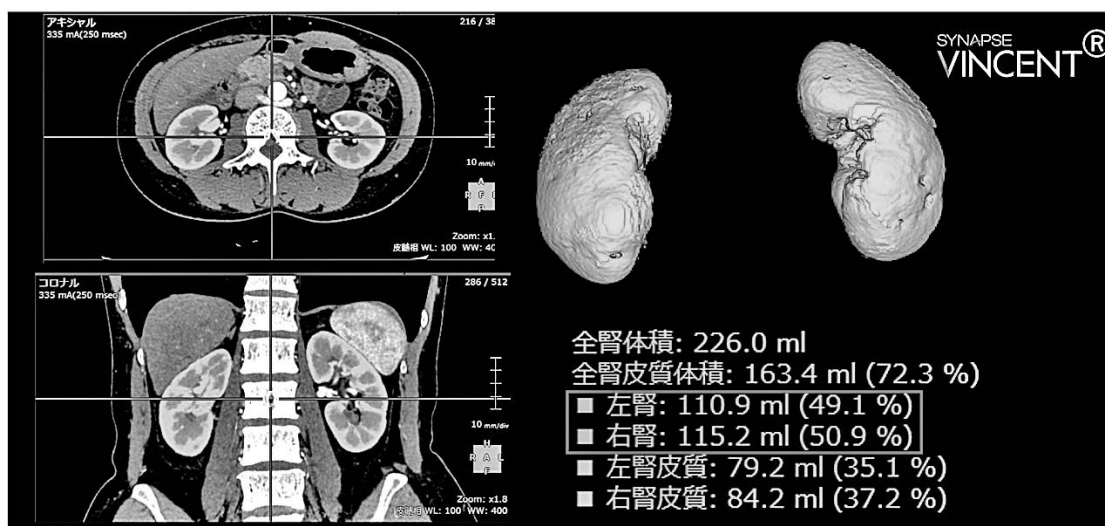 アキシャル
335 mA(250 msec)
216 / 38
10 mm/
A
R F
P
Zoom: x1.
皮髄相 WL: 100 WW: 40
コロナル
335 mA(250 msec)
286 / 512
10 mm/div
H
R A L
F
Zoom: x1.8
皮髄相 WL: 100 WW: 400
SYNAPSE
VINCENT®
全腎体積: 226.0 ml
全腎皮質体積: 163.4 ml (72.3 %)
■ 左腎: 110.9 ml (49.1 %)
■ 右腎: 115.2 ml (50.9 %)
■ 左腎皮質: 79.2 ml (35.1 %)
■ 右腎皮質: 84.2 ml (37.2 %)